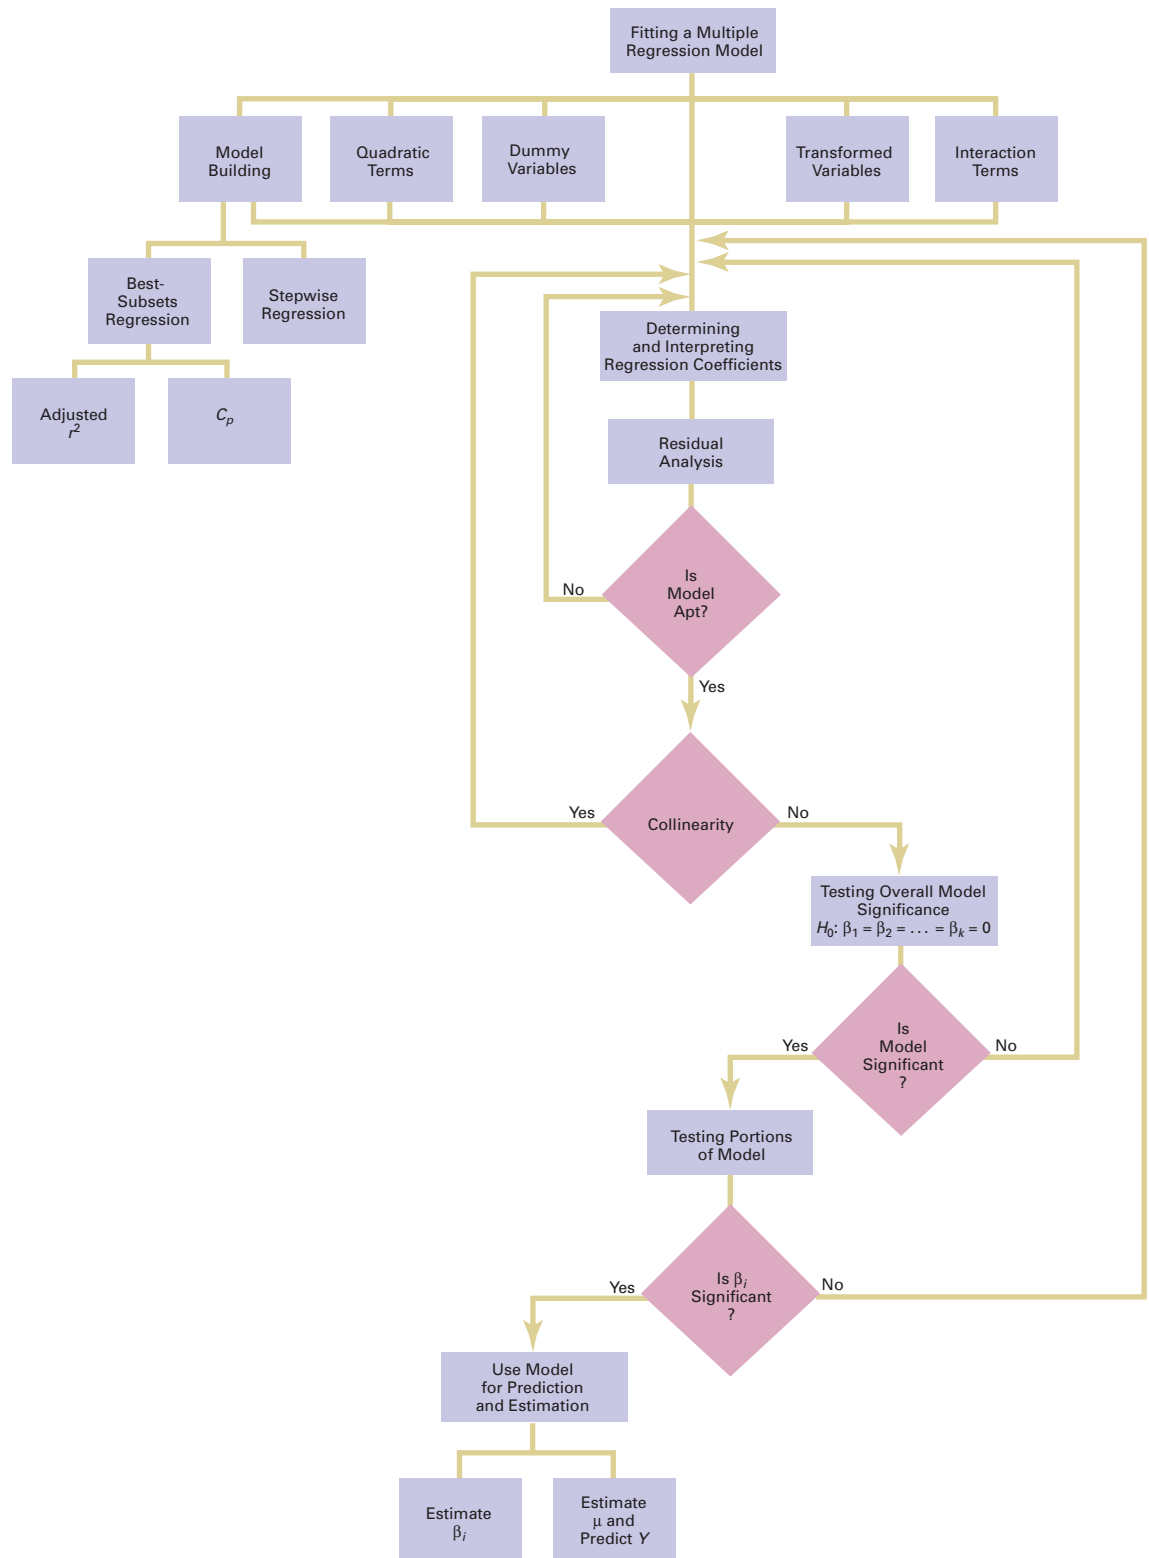 Fitting a Multiple
Regression Model
Model
Building
Quadratic
Terms
Dummy
Variables
Transformed
Variables
Interaction
Terms
Best-
Subsets
Regression
Stepwise
Regression
Adjusted
r²
Cₚ
Determining
and Interpreting
Regression Coefficients
Residual
Analysis
Is
Model
Apt?
No
Yes
Collinearity
Yes
No
Testing Overall Model
Significance
H₀: β₁ = β₂ = . . . = βₖ = 0
Is
Model
Significant
?
Yes
No
Testing Portions
of Model
Is βᵢ
Significant
?
Yes
No
Use Model
for Prediction
and Estimation
Estimate
βᵢ
Estimate
μ and
Predict Y